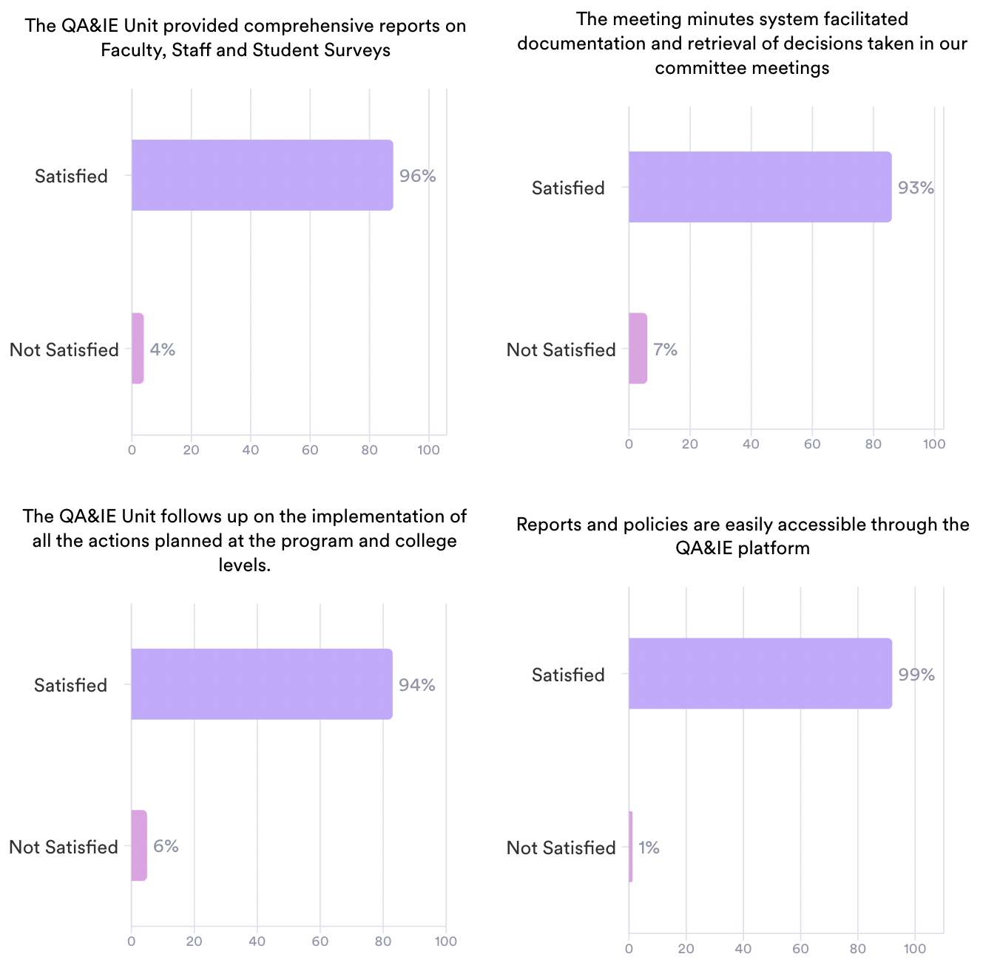 The QA&IE Unit provided comprehensive reports on
Faculty, Staff and Student Surveys
Satisfied
96%
Not Satisfied
4%
0 20 40 60 80 100
The meeting minutes system facilitated
documentation and retrieval of decisions taken in our
committee meetings
Satisfied
93%
Not Satisfied
7%
0 20 40 60 80 100
The QA&IE Unit follows up on the implementation of
all the actions planned at the program and college
levels.
Satisfied
94%
Not Satisfied
6%
0 20 40 60 80 100
Reports and policies are easily accessible through the
QA&IE platform
Satisfied
99%
Not Satisfied
1%
0 20 40 60 80 100